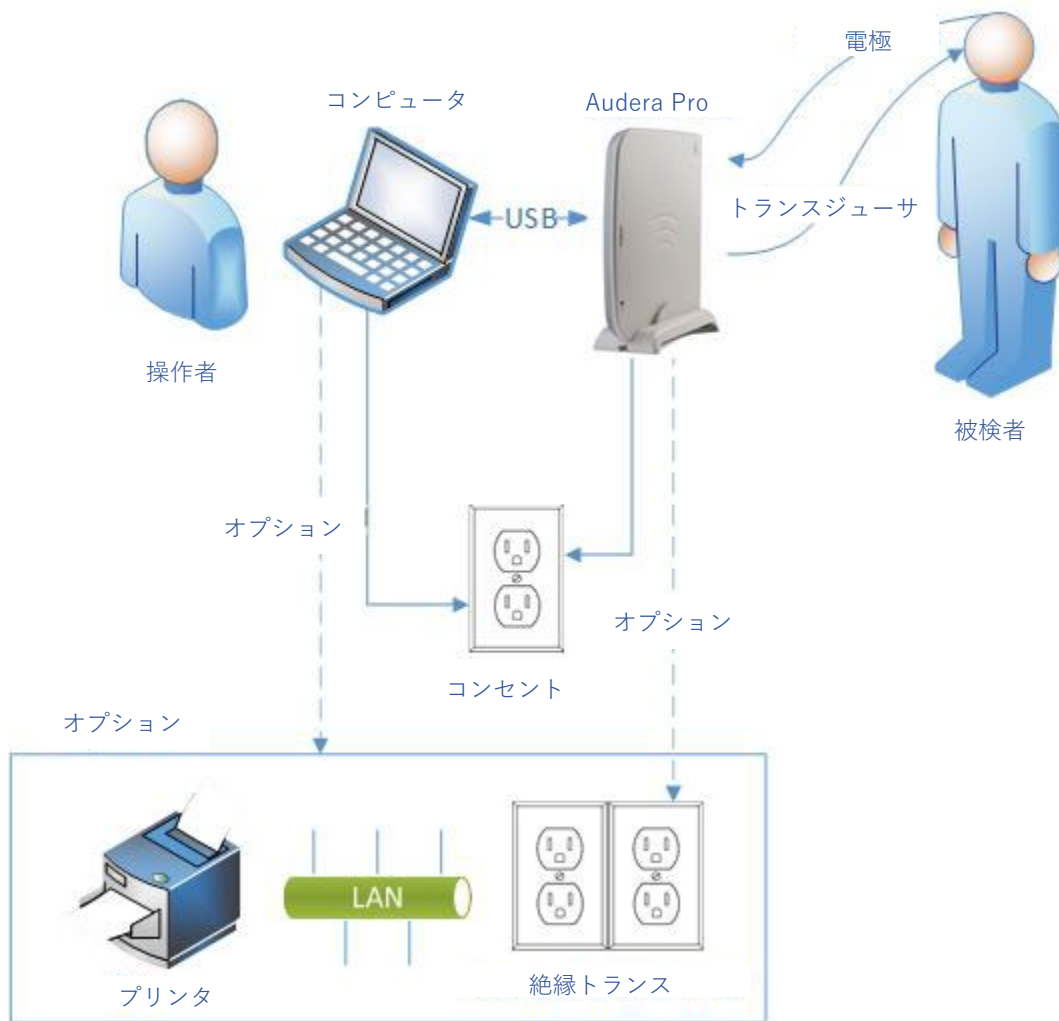 電極
コンピュータ
Audera Pro
USB
トランスジューサ
操作者
被検者
オプション
オプション
コンセント
オプション
LAN
プリンタ
絶縁トランス